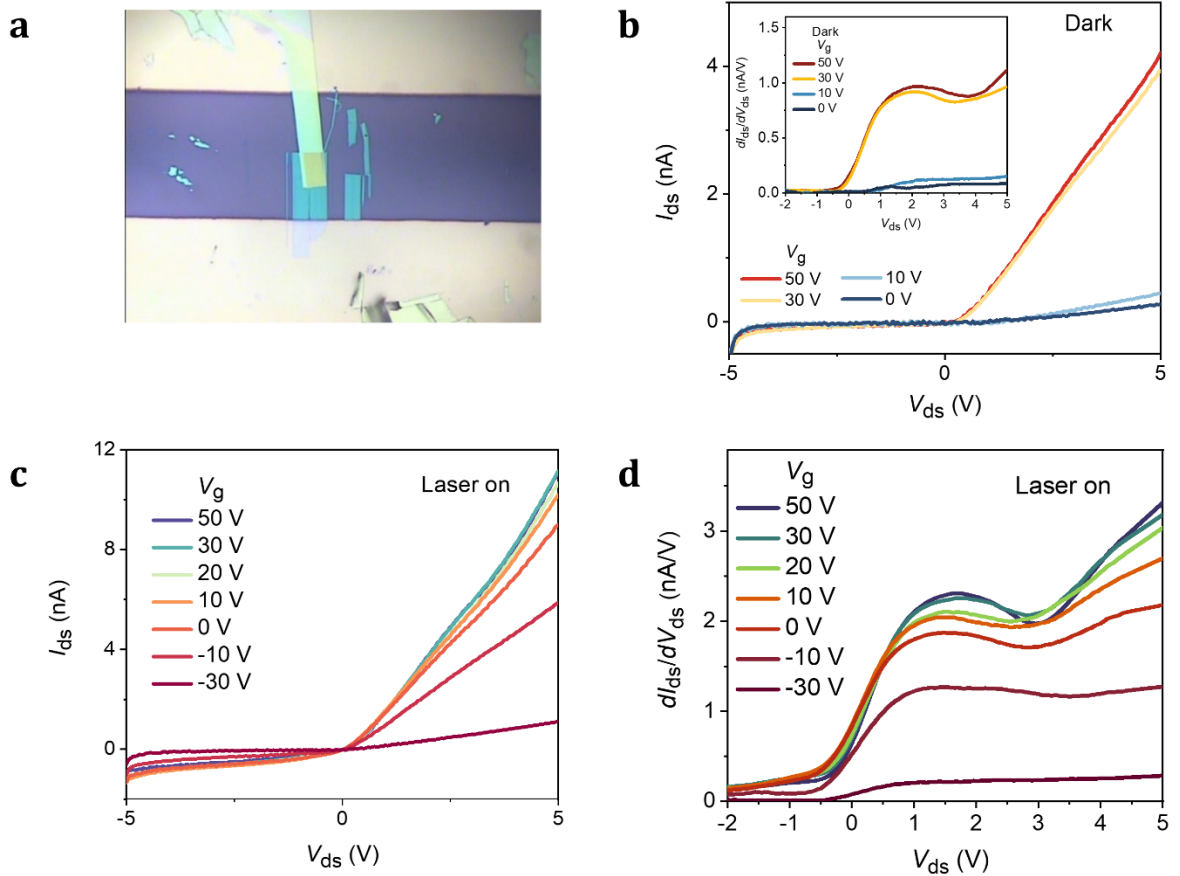 a
b
Dark
I_ds (nA)
4
2
0
-5
0
5
V_ds (V)
V_g
50 V
30 V
10 V
0 V
Dark
V_g
50 V
30 V
10 V
0 V
dI_ds/dV_ds (nA/V)
1.5
1.0
0.5
0.0
-2
-1
0
1
2
3
4
5
V_ds (V)
c
Laser on
I_ds (nA)
12
8
4
0
-5
0
5
V_ds (V)
V_g
50 V
30 V
20 V
10 V
0 V
-10 V
-30 V
d
Laser on
V_g
50 V
30 V
20 V
10 V
0 V
-10 V
-30 V
dI_ds/dV_ds (nA/V)
3
2
1
0
-2
-1
0
1
2
3
4
5
V_ds (V)